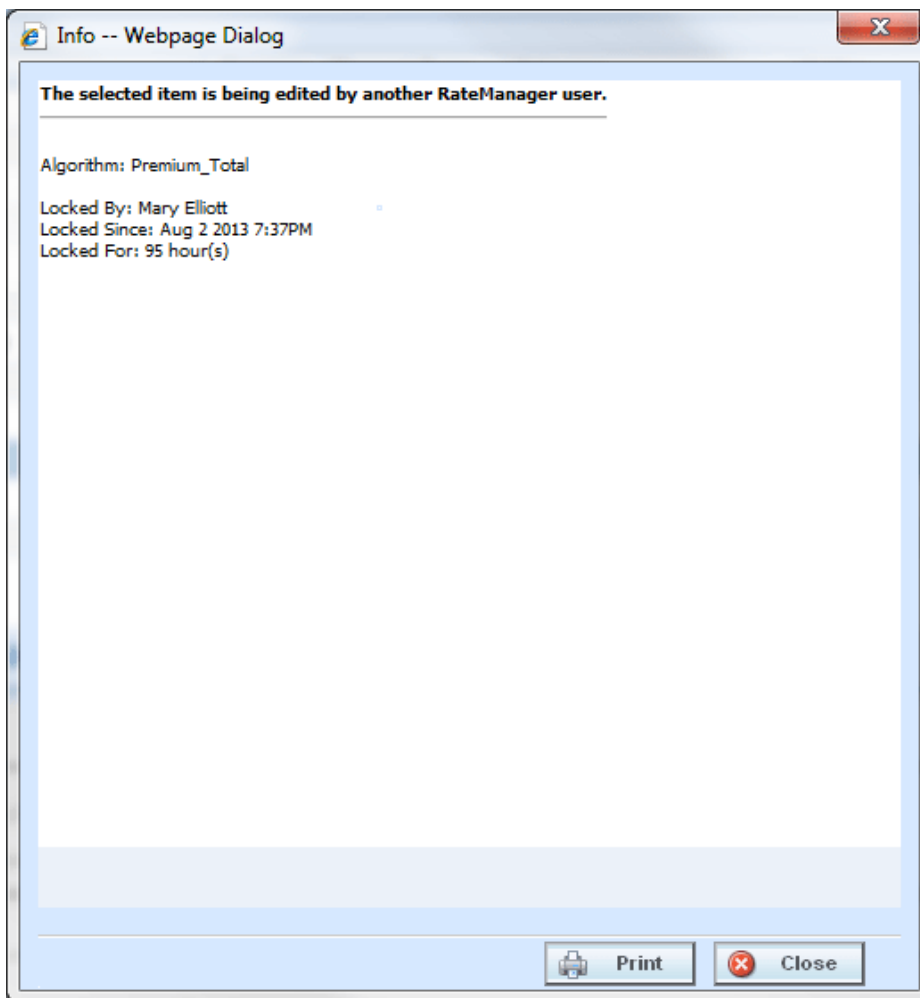 Info -- Webpage Dialog
The selected item is being edited by another RateManager user.
Algorithm: Premium_Total
Locked By: Mary Elliott
Locked Since: Aug 2 2013 7:37PM
Locked For: 95 hour(s)
Print
Close